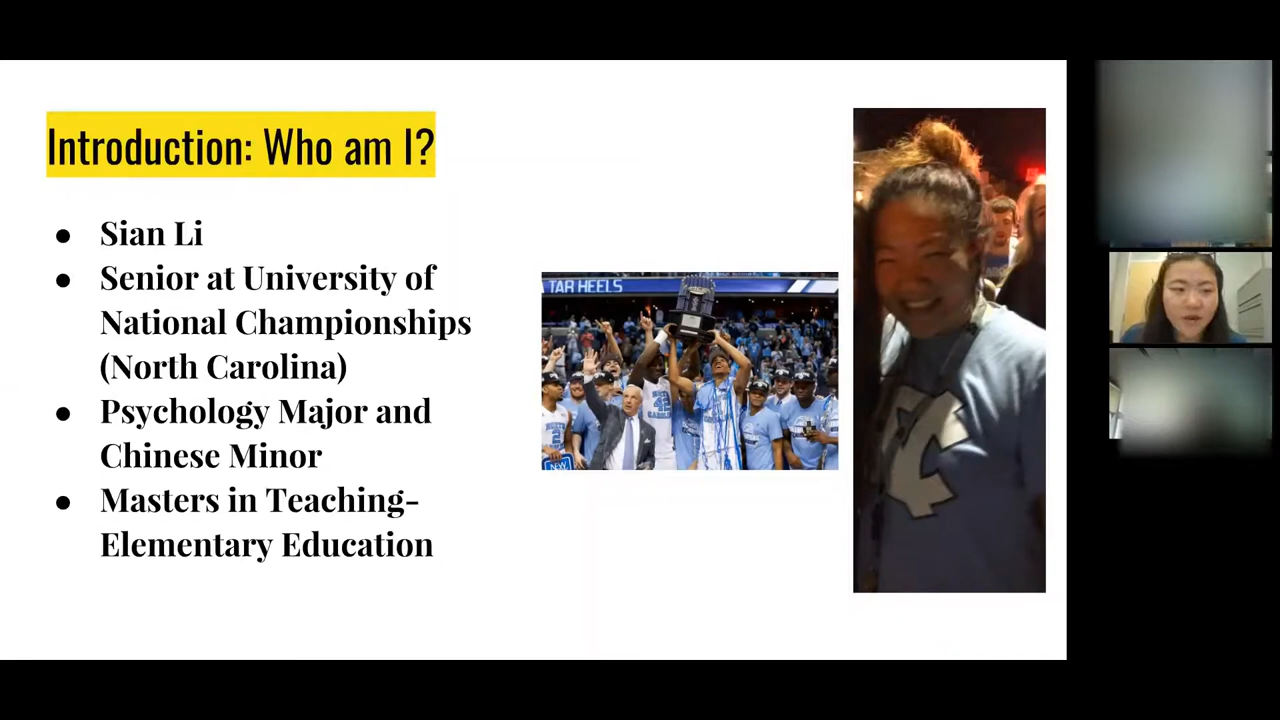 Introduction: Who am I?
● Sian Li
● Senior at University of
National Championships
(North Carolina)
● Psychology Major and
Chinese Minor
● Masters in Teaching-
Elementary Education
TAR HEELS